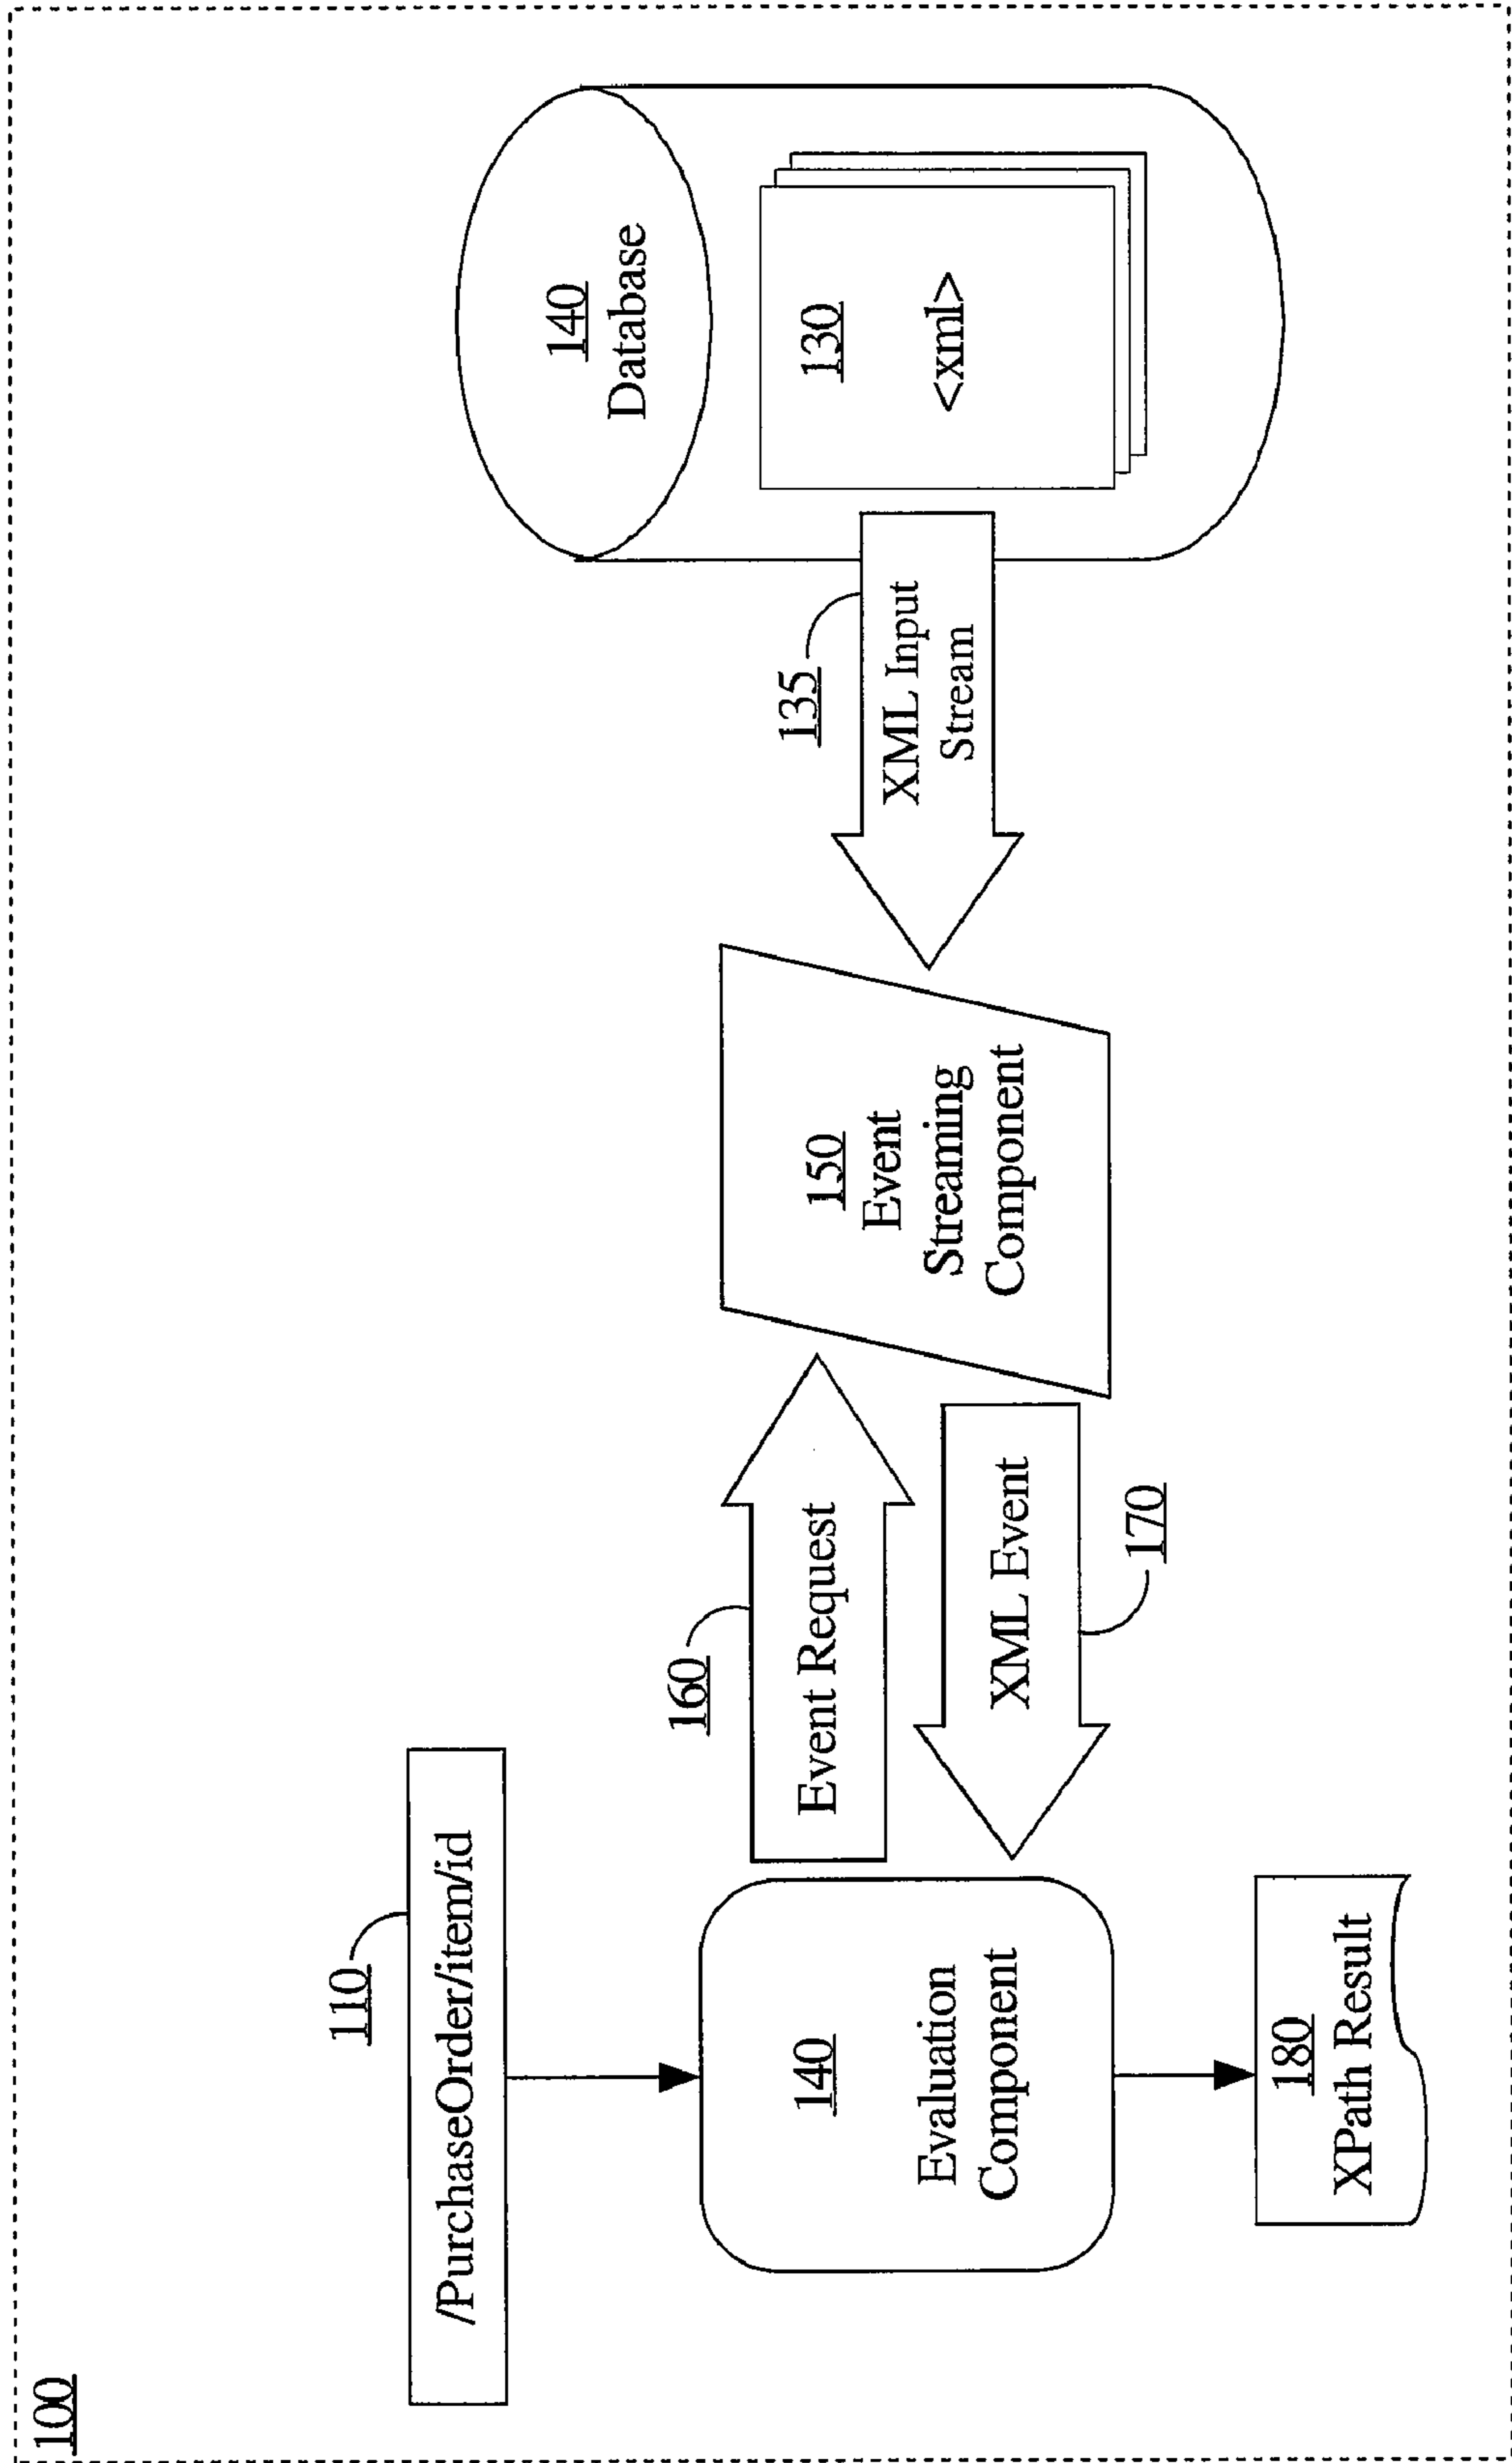 100
110
/PurchaseOrder/item/id
140
Evaluation
Component
180
XPath Result
160
Event Request
XML Event
170
150
Event
Streaming
Component
135
XML Input
Stream
140
Database
130
<xml>